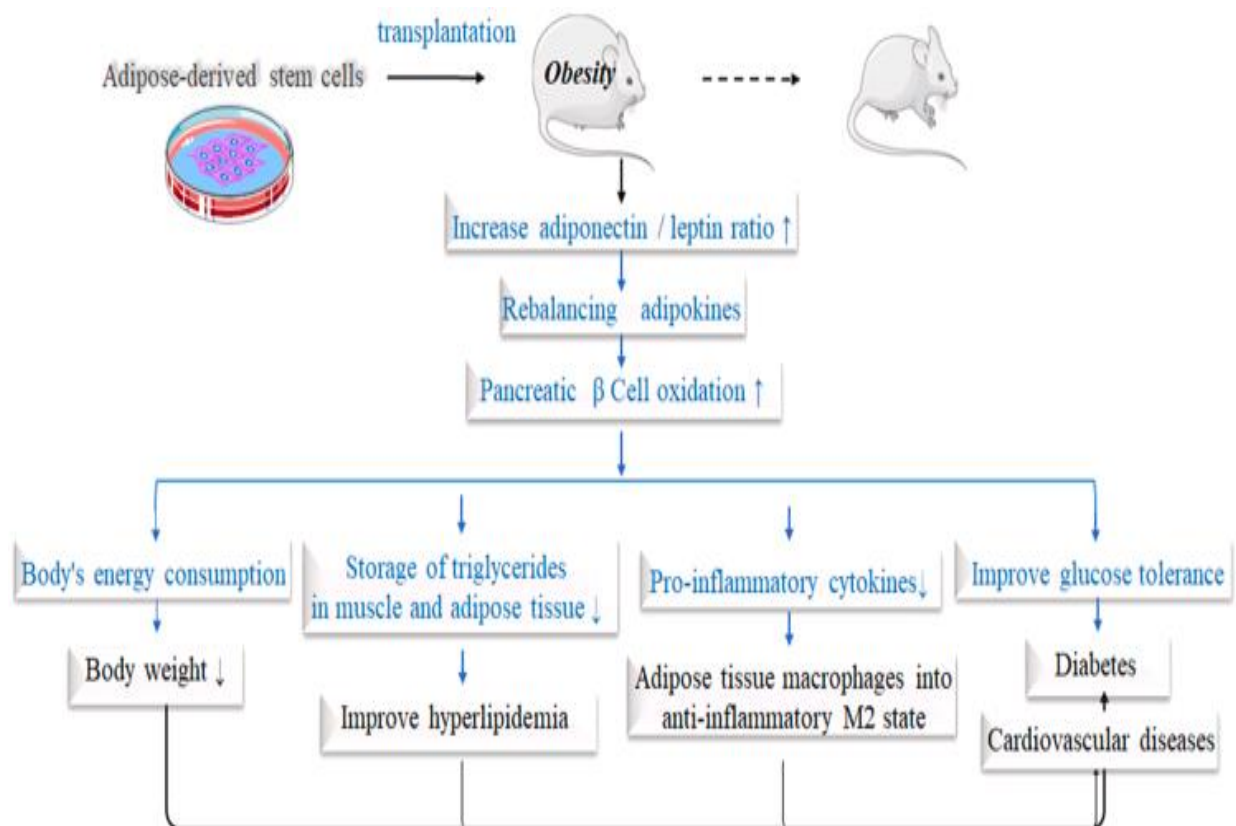 transplantation
Adipose-derived stem cells
Obesity
Increase adiponectin / leptin ratio ↑
Rebalancing adipokines
Pancreatic β Cell oxidation ↑
Body's energy consumption
Storage of triglycerides
in muscle and adipose tissue ↓
Pro-inflammatory cytokines↓
Improve glucose tolerance
Body weight ↓
Improve hyperlipidemia
Adipose tissue macrophages into
anti-inflammatory M2 state
Diabetes
Cardiovascular diseases